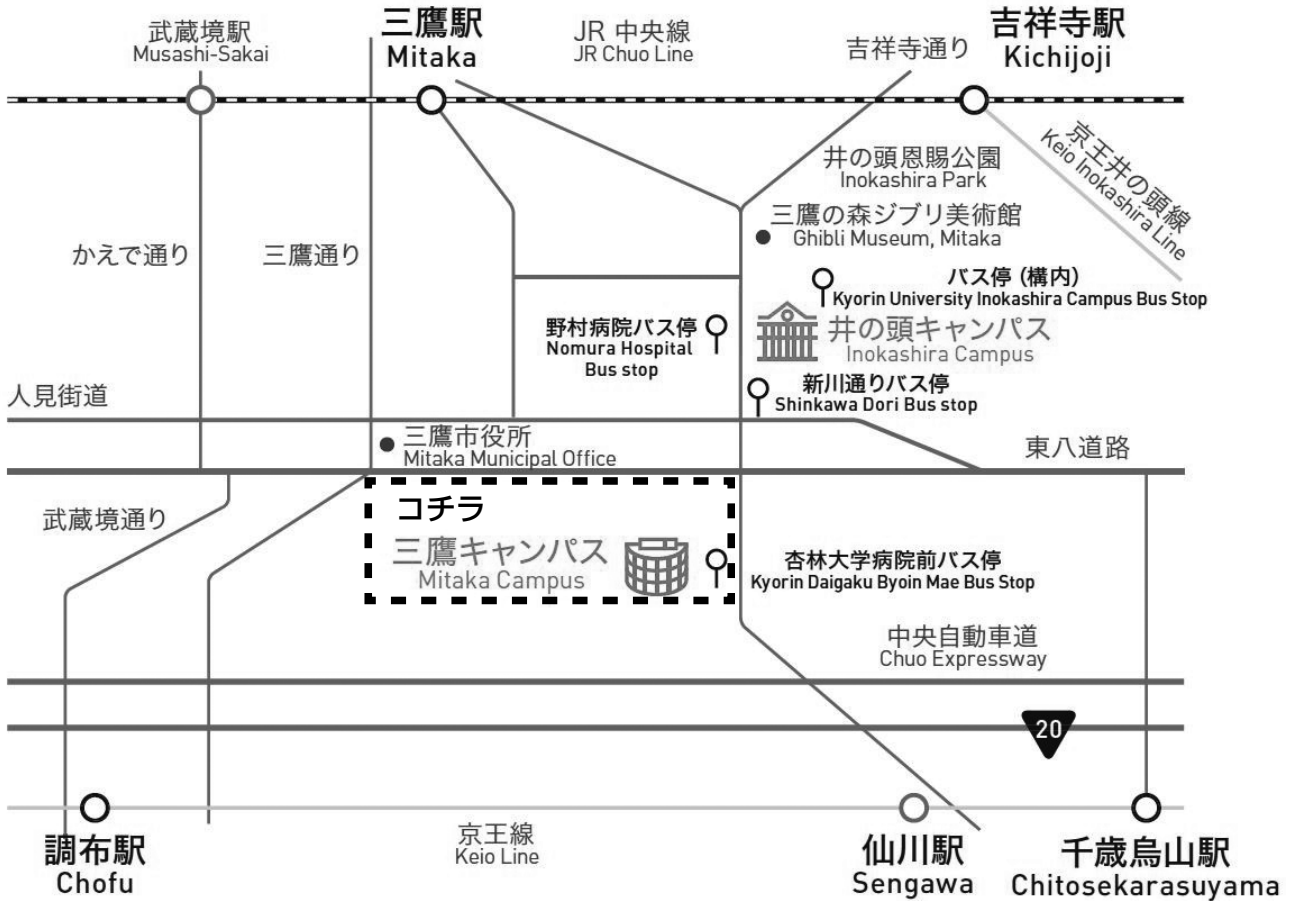 武蔵境駅
Musashi-Sakai
三鷹駅
Mitaka
JR 中央線
JR Chuo Line
吉祥寺通り
吉祥寺駅
Kichijoji
京王井の頭線
Keio Inokashira Line
井の頭恩賜公園
Inokashira Park
三鷹の森ジブリ美術館
Ghibli Museum, Mitaka
かえで通り
三鷹通り
バス停（構内）
Kyorin University Inokashira Campus Bus Stop
野村病院バス停
Nomura Hospital
Bus stop
井の頭キャンパス
Inokashira Campus
新川通りバス停
Shinkawa Dori Bus stop
人見街道
三鷹市役所
Mitaka Municipal Office
東八道路
武蔵境通り
コチラ
三鷹キャンパス
Mitaka Campus
杏林大学病院前バス停
Kyorin Daigaku Byoin Mae Bus Stop
中央自動車道
Chuo Expressway
20
調布駅
Chofu
京王線
Keio Line
仙川駅
Sengawa
千歳烏山駅
Chitosekarasuyama